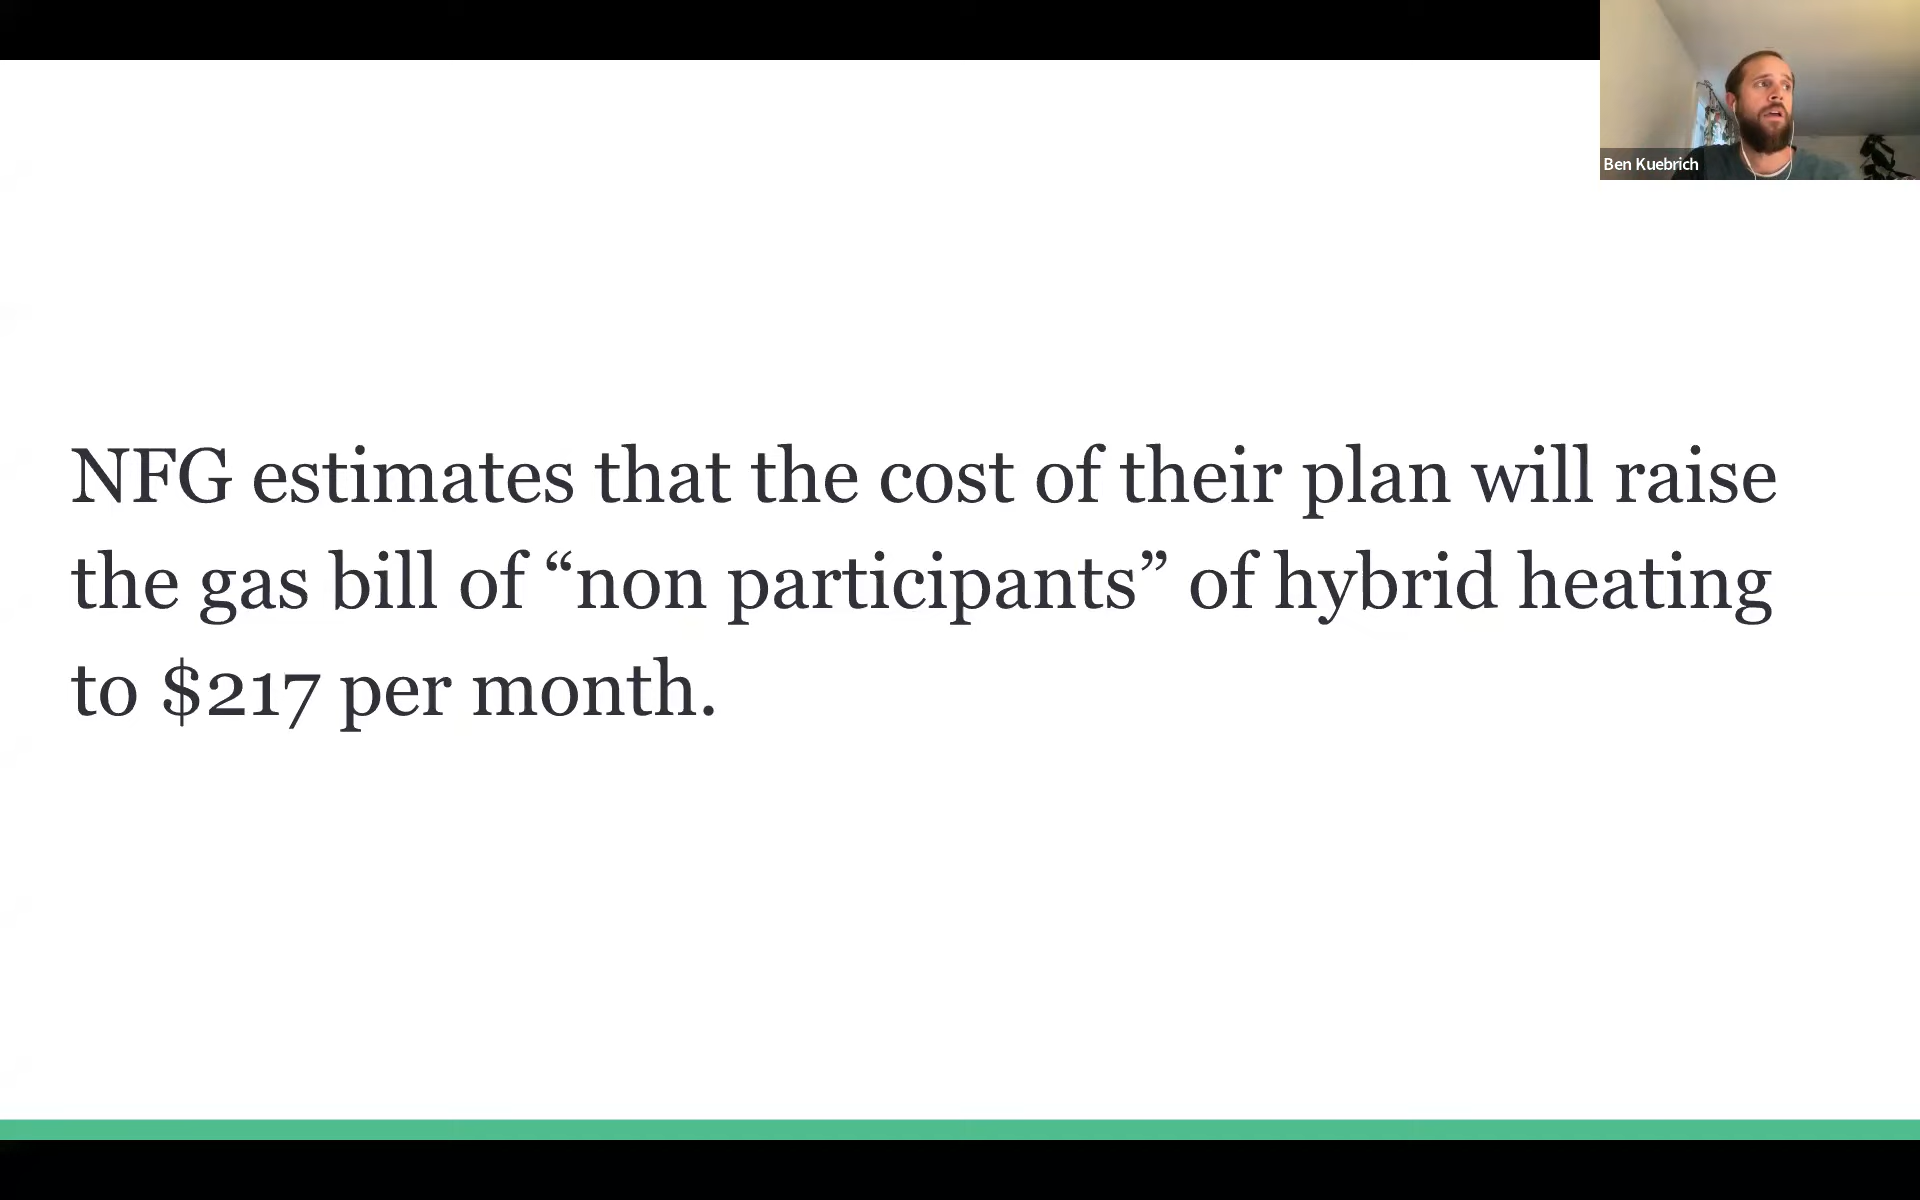 Ben Kuebrich
NFG estimates that the cost of their plan will raise
the gas bill of “non participants” of hybrid heating
to $217 per month.